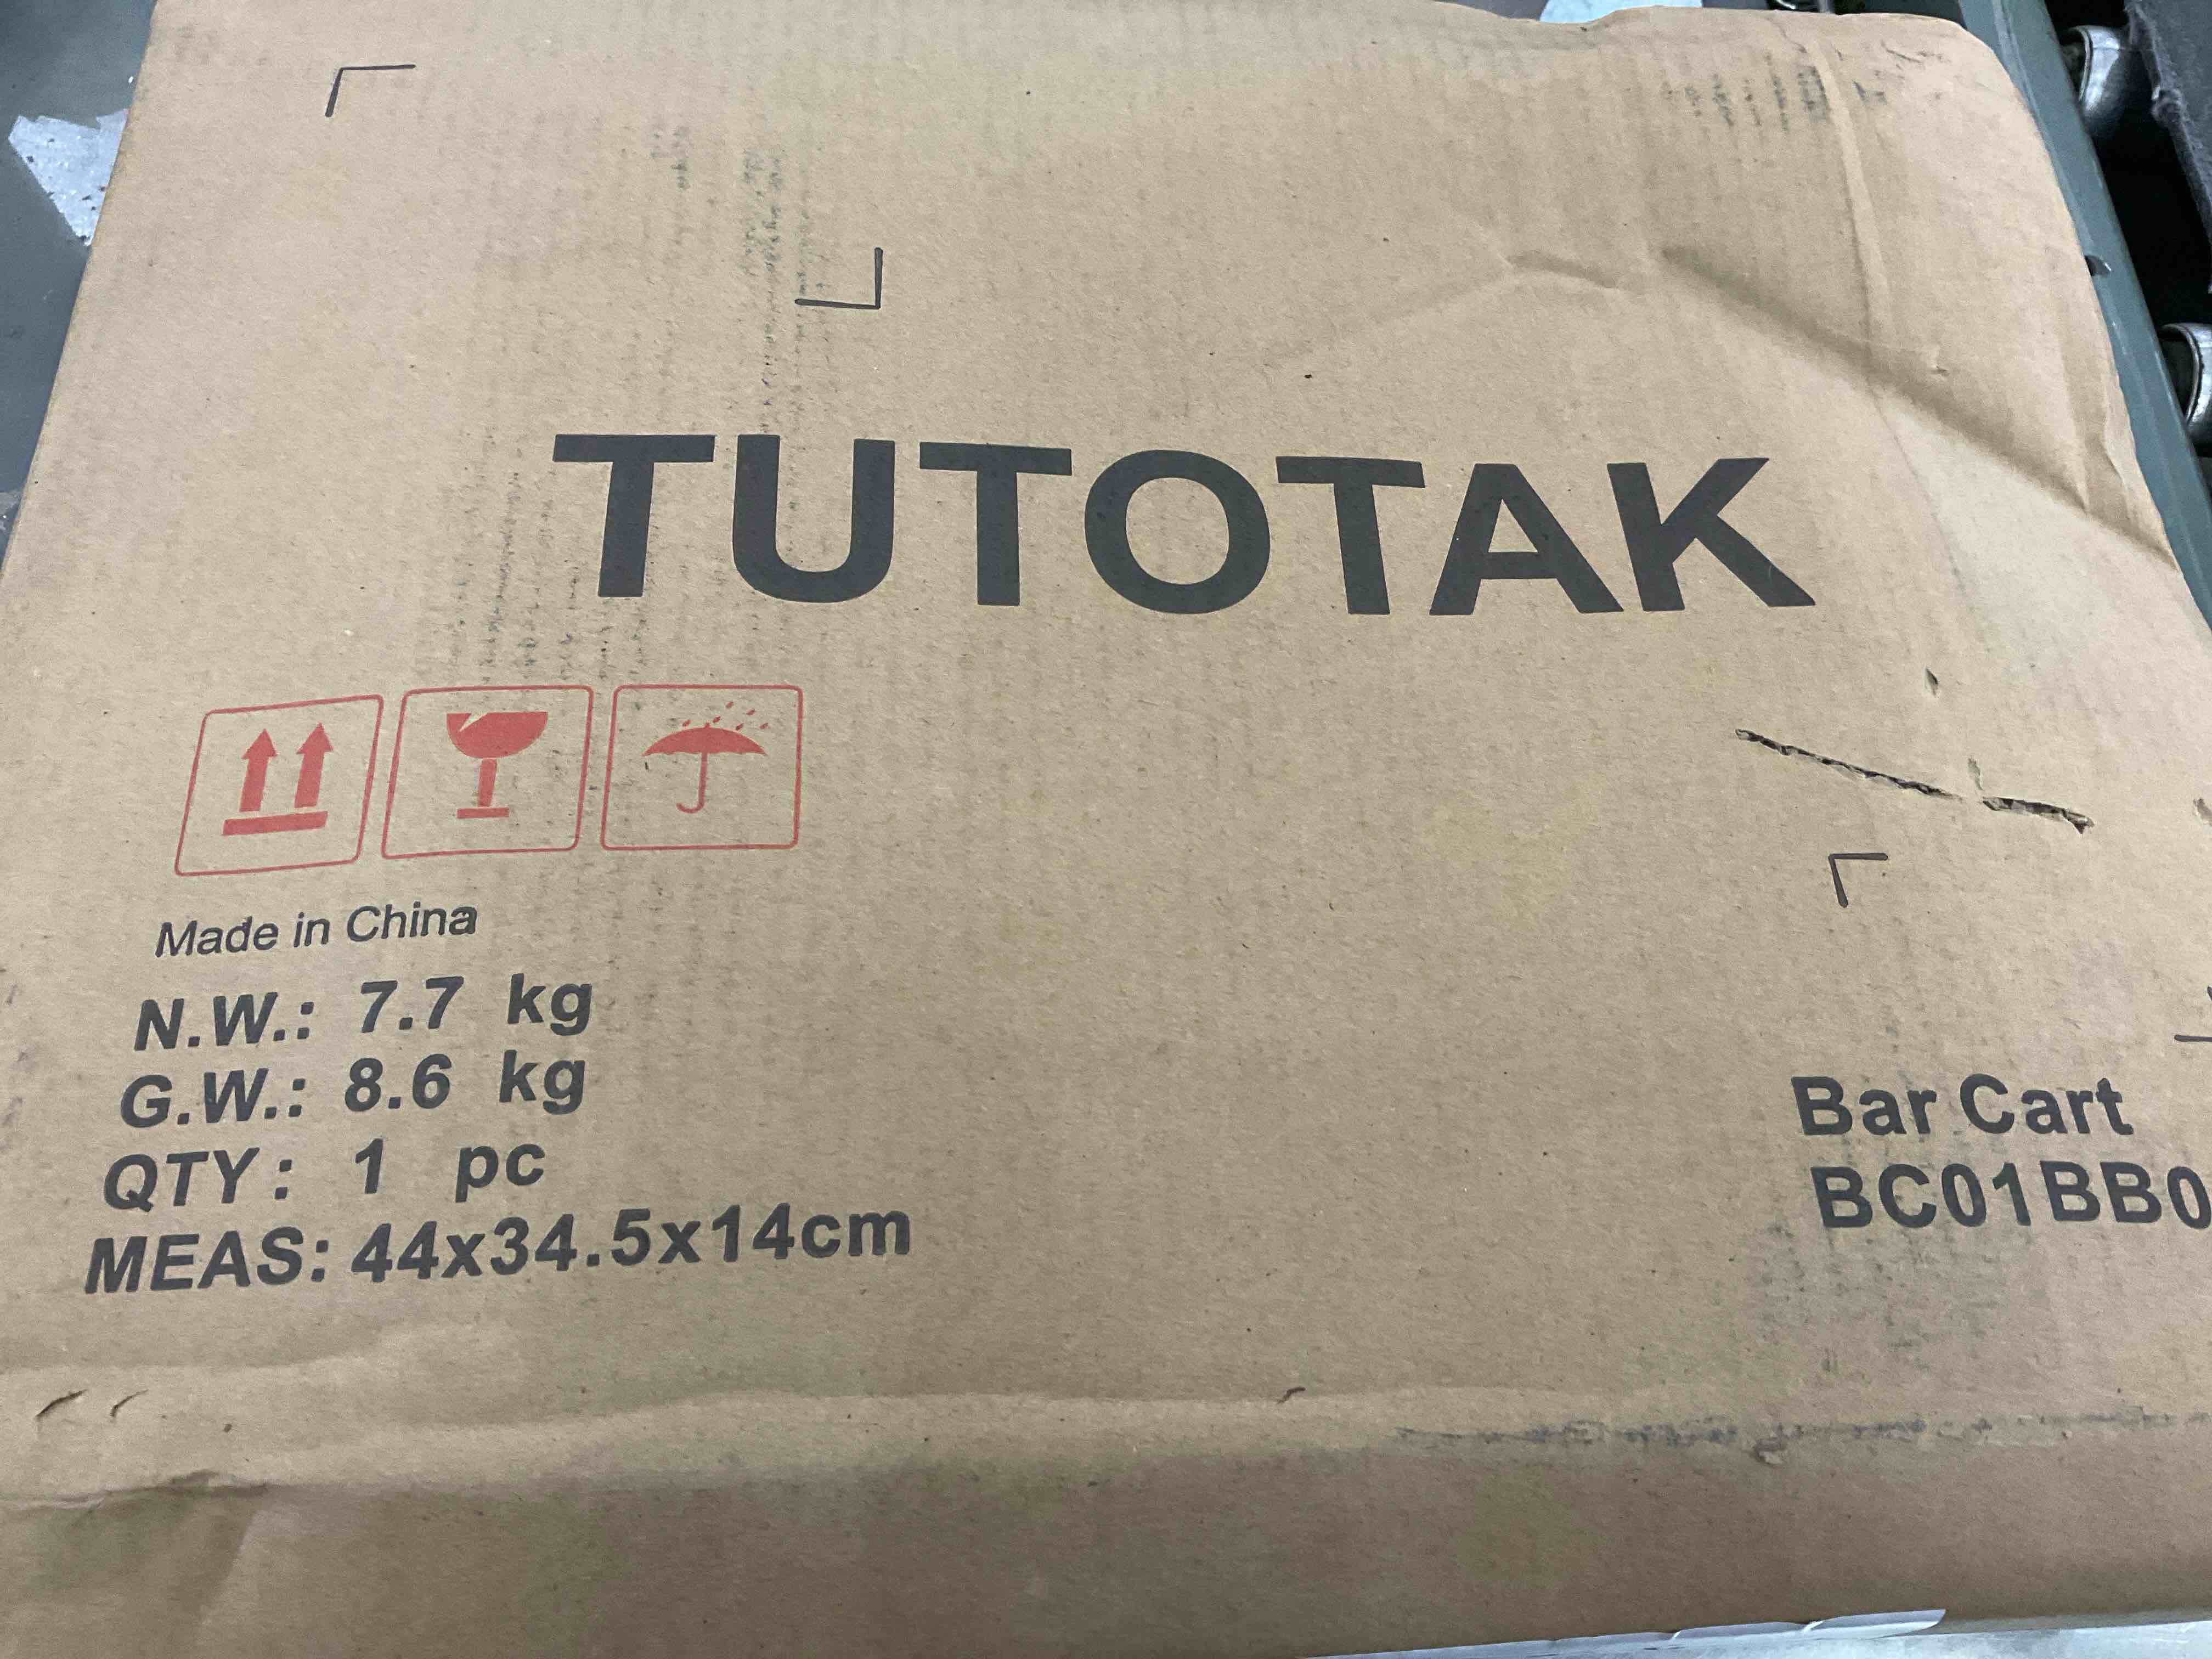 TUTOTAK
Made in China
N.W.: 7.7 kg
G.W.: 8.6 kg
QTY: 1 pc
MEAS: 44x34.5x14cm
Bar Cart
BC01BB0